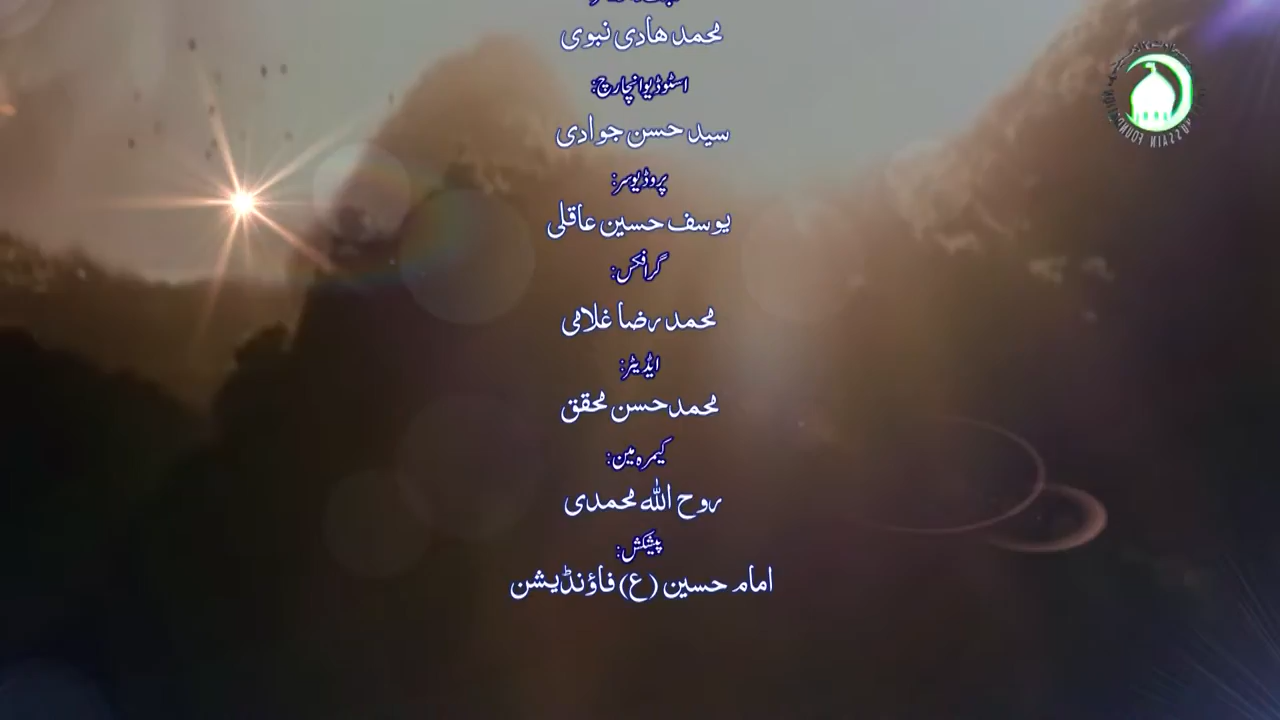 محمد هادی نبوی
اسٹوڈیو انچارج:
سید حسن جوادی
پروڈیوسر:
یوسف حسین عاقلی
گرافکس:
محمد رضا غلامی
ایڈیٹر:
محمد حسن محقق
کیمرہ مین:
روح اللہ محمدی
پیشکش:
امام حسین (ع) فاؤنڈیشن